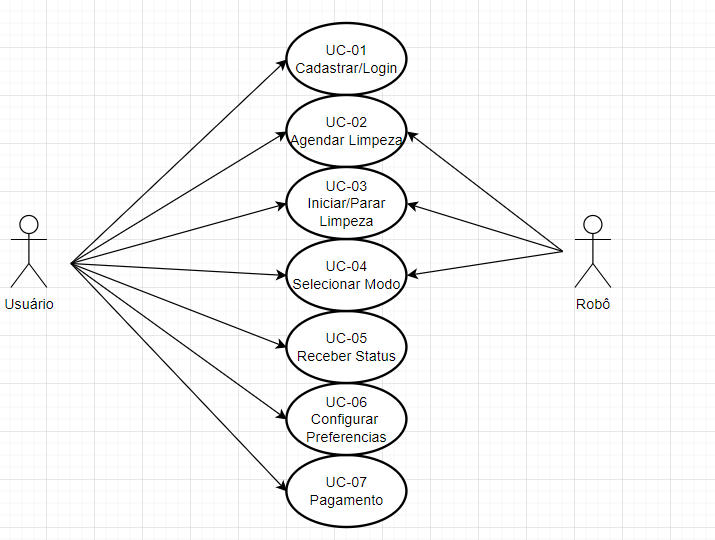 UC-01
Cadastrar/Login
UC-02
Agendar Limpeza
UC-03
Iniciar/Parar
Limpeza
UC-04
Selecionar Modo
Usuário
Robô
UC-05
Receber Status
UC-06
Configurar
Preferencias
UC-07
Pagamento